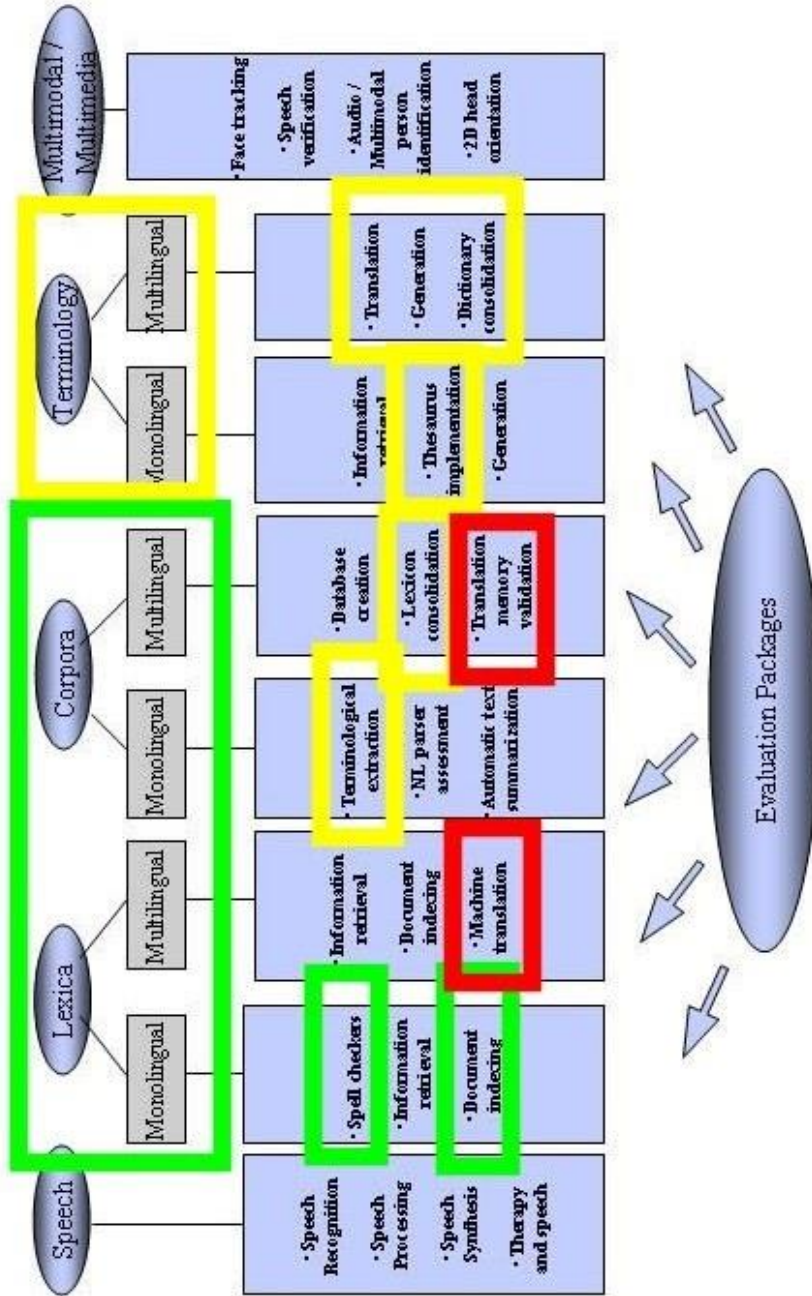 Speech
Lexica
Corpora
Terminology
Multimodal /
Multimedia
Monolingual
Multilingual
Monolingual
Multilingual
Monolingual
Multilingual
· Speech
Recognition
· Speech
Processing
· Speech
Synthesis
· Therapy
and speech
· Spell checkers
· Information
retrieval
· Document
indexing
· Information
retrieval
· Document
indexing
· Machine
translation
· Terminological
extraction
· NL parser
assessment
· Automatic text
summarization
· Database
creation
· Lexicon
consolidation
· Translation
memory
validation
· Information
retrieval
· Thesaurus
implementation
· Generation
· Translation
· Generation
· Dictionary
consolidation
· Face tracking
· Speech
verification
· Audio /
Multimodal
person
identification
· 2D head
orientation
Evaluation Packages